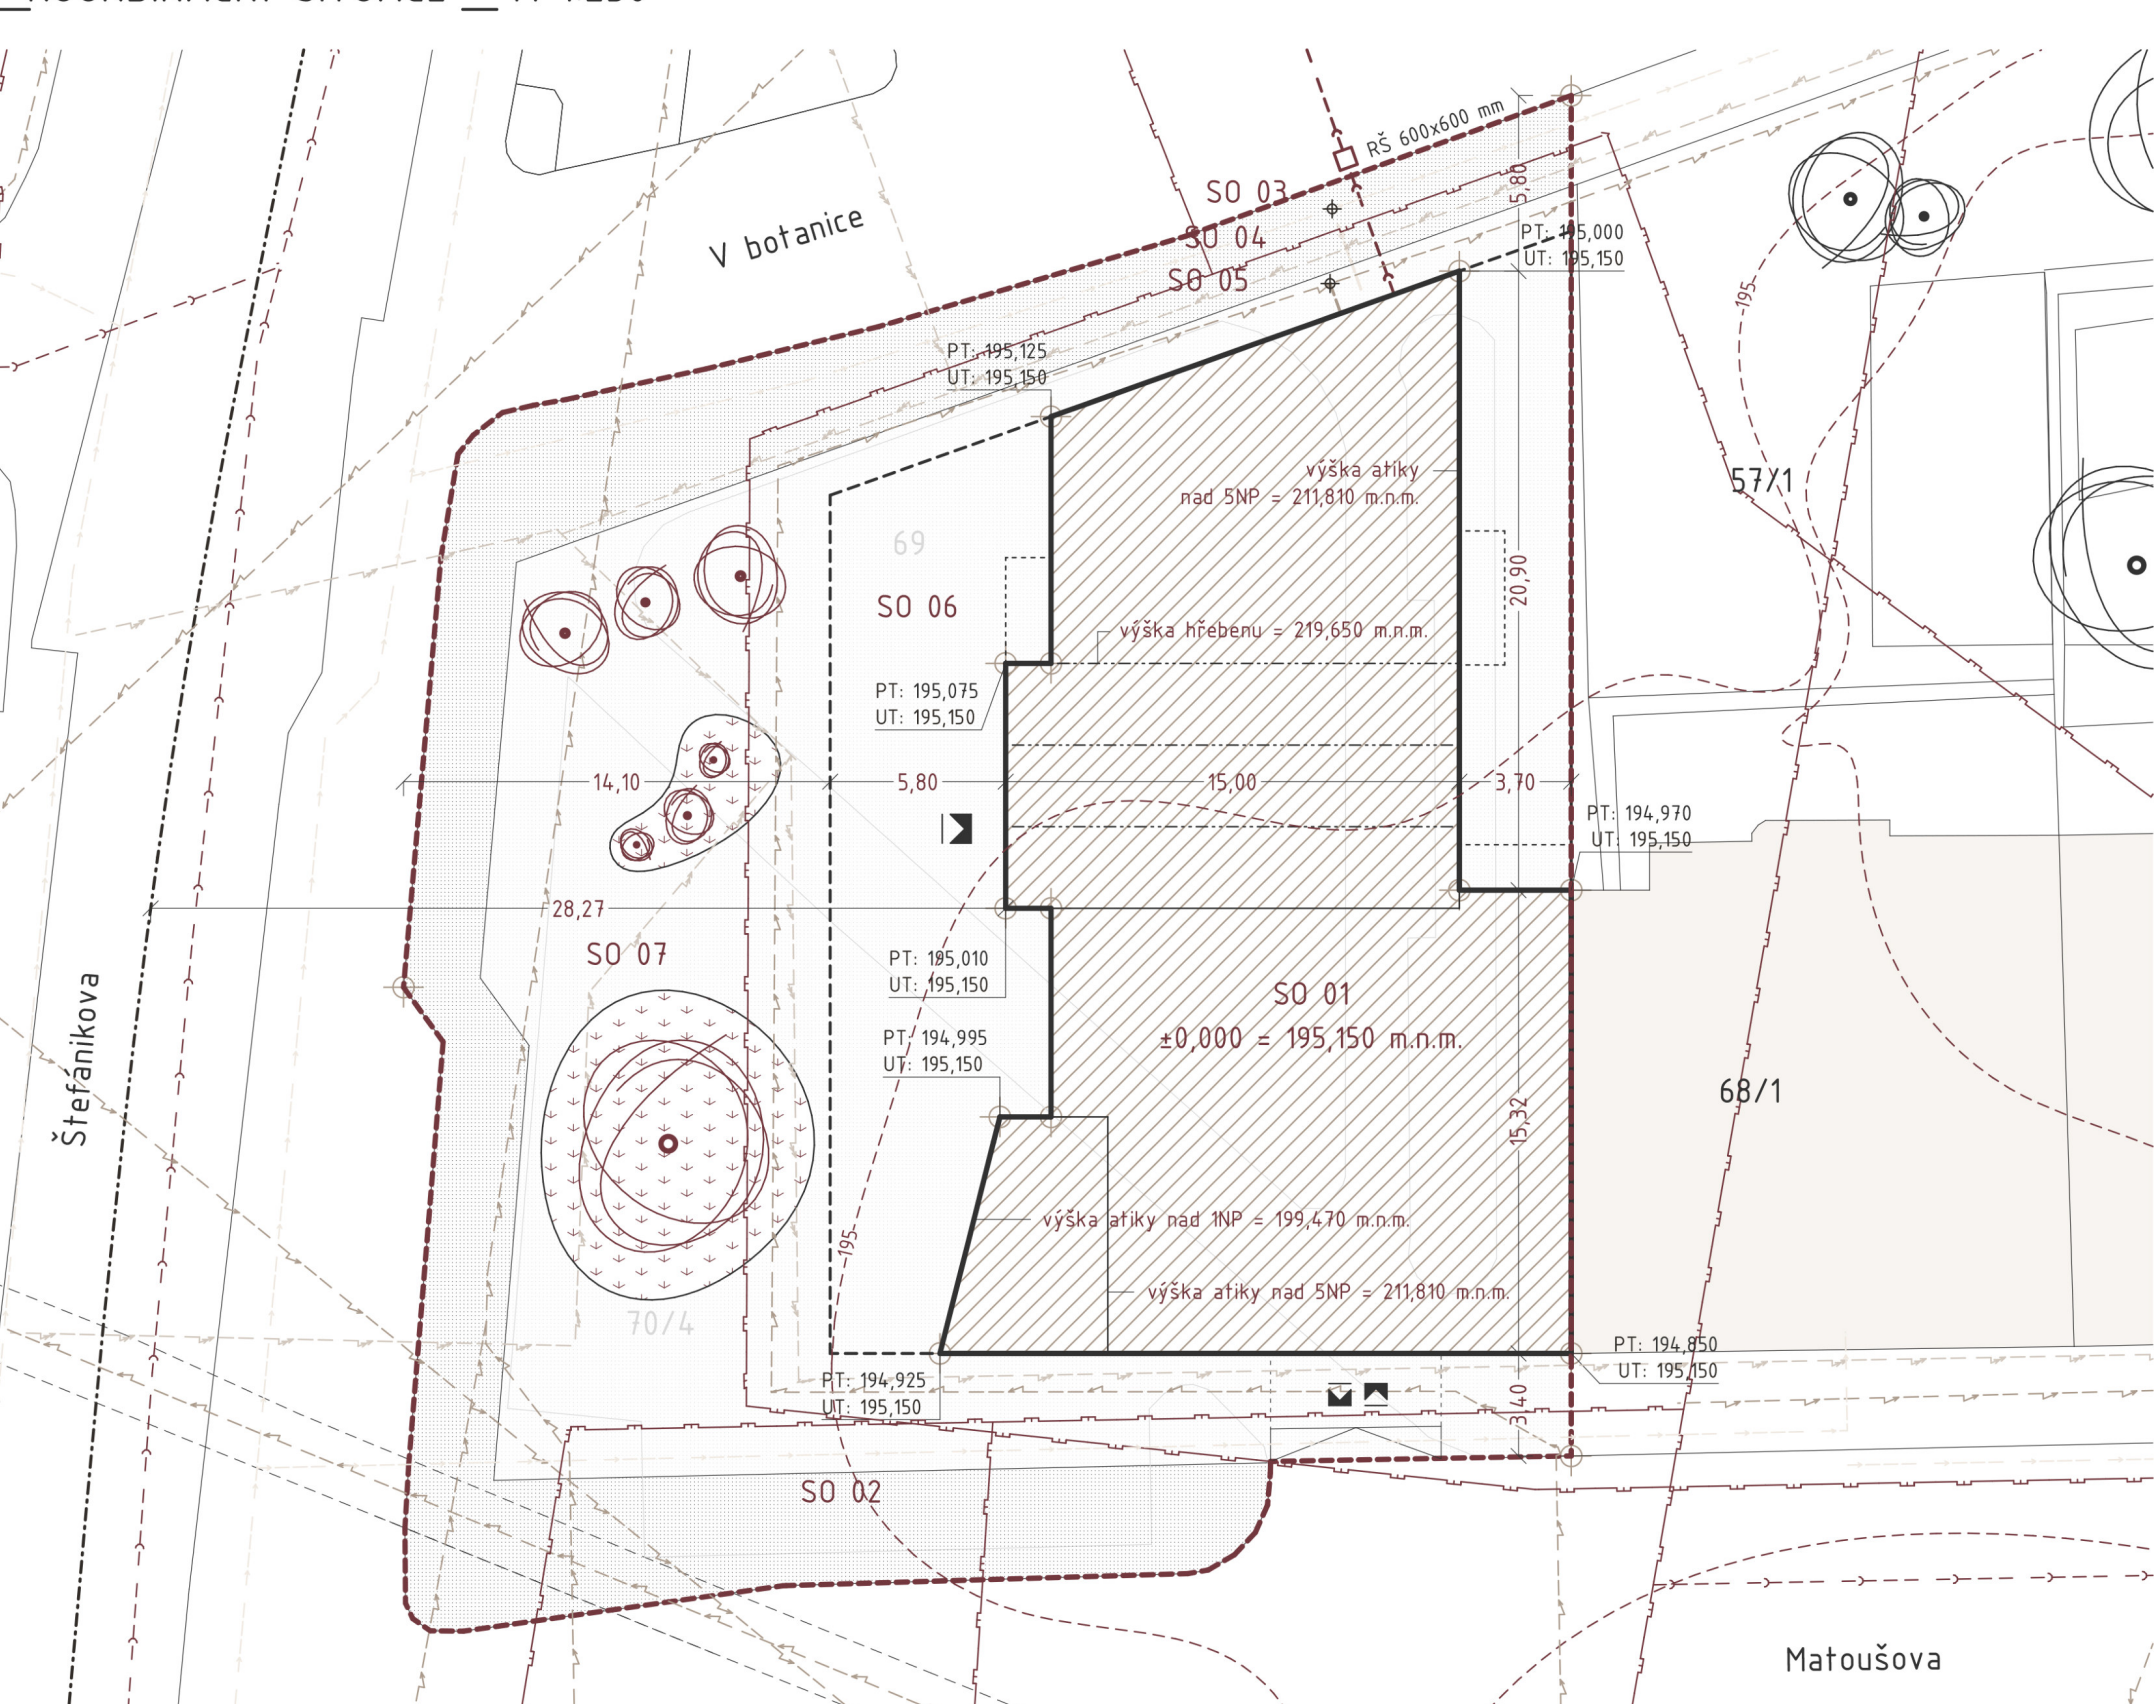 RŠ 600x600 mm
SO 03
5,80
V botanice
SO 04
PT: 195,000
UT: 195,150
SO 05
195
PT: 195,125
UT: 195,150
výška atiky
nad 5NP = 211,810 m.n.m.
57/1
69
20,90
SO 06
výška hřebenu = 219,650 m.n.m.
PT: 195,075
UT: 195,150
14,10
5,80
15,00
3,70
PT: 194,970
UT: 195,150
28,27
SO 07
PT: 195,010
UT: 195,150
SO 01
±0,000 = 195,150 m.n.m.
PT: 194,995
UT: 195,150
Štefánikova
68/1
15,32
195
výška atiky nad 1NP = 199,470 m.n.m.
výška atiky nad 5NP = 211,810 m.n.m.
70/4
PT: 194,850
UT: 195,150
PT: 194,925
UT: 195,150
3,40
SO 02
Matoušova